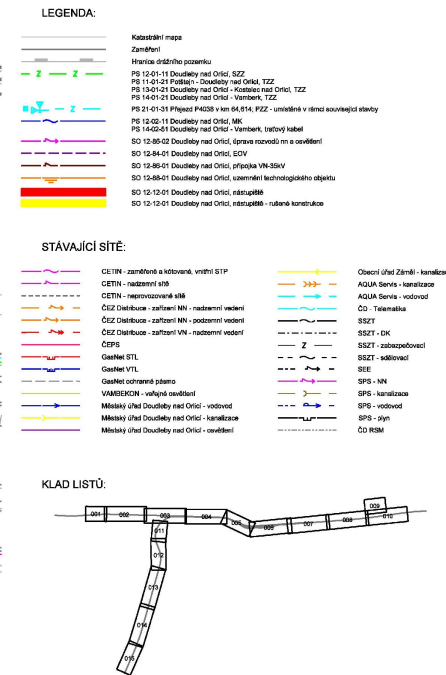 LEGENDA:
Katastrální mapa
Zaměření
Hranice drážního pozemku
Z Z PS 12-01-11 Doudleby nad Orlicí, SZZ
PS 11-01-21 Potštejn - Doudleby nad Orlicí, TZZ
PS 13-01-21 Doudleby nad Orlicí - Kostelec nad Orlicí, TZZ
PS 14-01-21 Doudleby nad Orlicí - Vamberk, TZZ
Z PS 21-01-31 Přejezd P4038 v km 64,614; PZZ - umístěné v rámci související stavby
PS 12-02-11 Doudleby nad Orlicí, MK
PS 14-02-51 Doudleby nad Orlicí - Vamberk, traťový kabel
SO 12-86-02 Doudleby nad Orlicí, úprava rozvodů nn a osvětlení
SO 12-84-01 Doudleby nad Orlicí, EOV
SO 12-86-01 Doudleby nad Orlicí, přípojka VN-35kV
SO 12-88-01 Doudleby nad Orlicí, uzemnění technologického objektu
SO 12-12-01 Doudleby nad Orlicí, nástupiště
SO 12-12-01 Doudleby nad Orlicí, nástupiště - rušené konstrukce
STÁVAJÍCÍ SÍTĚ:
CETIN - zaměřené a kótované, vnitřní STP
CETIN - nadzemní sítě
CETIN - neprovozované sítě
ČEZ Distribuce - zařízení NN - nadzemní vedení
ČEZ Distribuce - zařízení NN - podzemní vedení
ČEZ Distribuce - zařízení VN - nadzemní vedení
ČEPS
GasNet STL
GasNet VTL
GasNet ochranné pásmo
VAMBEKON - veřejné osvětlení
Městský úřad Doudleby nad Orlicí - vodovod
Městský úřad Doudleby nad Orlicí - kanalizace
Městský úřad Doudleby nad Orlicí - osvětlení
Obecní úřad Záměl - kanalizac
AQUA Servis - kanalizace
AQUA Servis - vodovod
ČD - Telematika
SSZT
SSZT - DK
Z SSZT - zabezpečovací
SSZT - sdělovací
SEE
SPS - NN
SPS - kanalizace
SPS - vodovod
SPS - plyn
ČD RSM
KLAD LISTŮ:
001 002 003 004 005 006 007 008 009 010
011
012
013
014
015